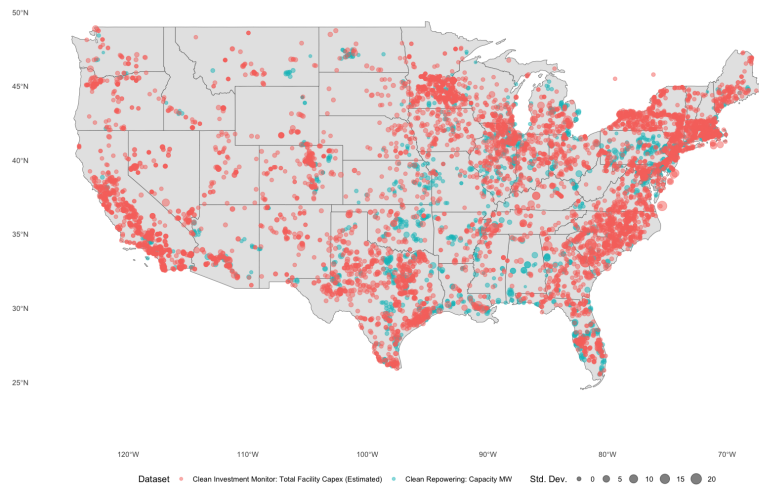 50°N
45°N
40°N
35°N
30°N
25°N
120°W 110°W 100°W 90°W 80°W 70°W
Dataset Clean Investment Monitor: Total Facility Capex (Estimated) Clean Repowering: Capacity MW Std. Dev. 0 5 10 15 20